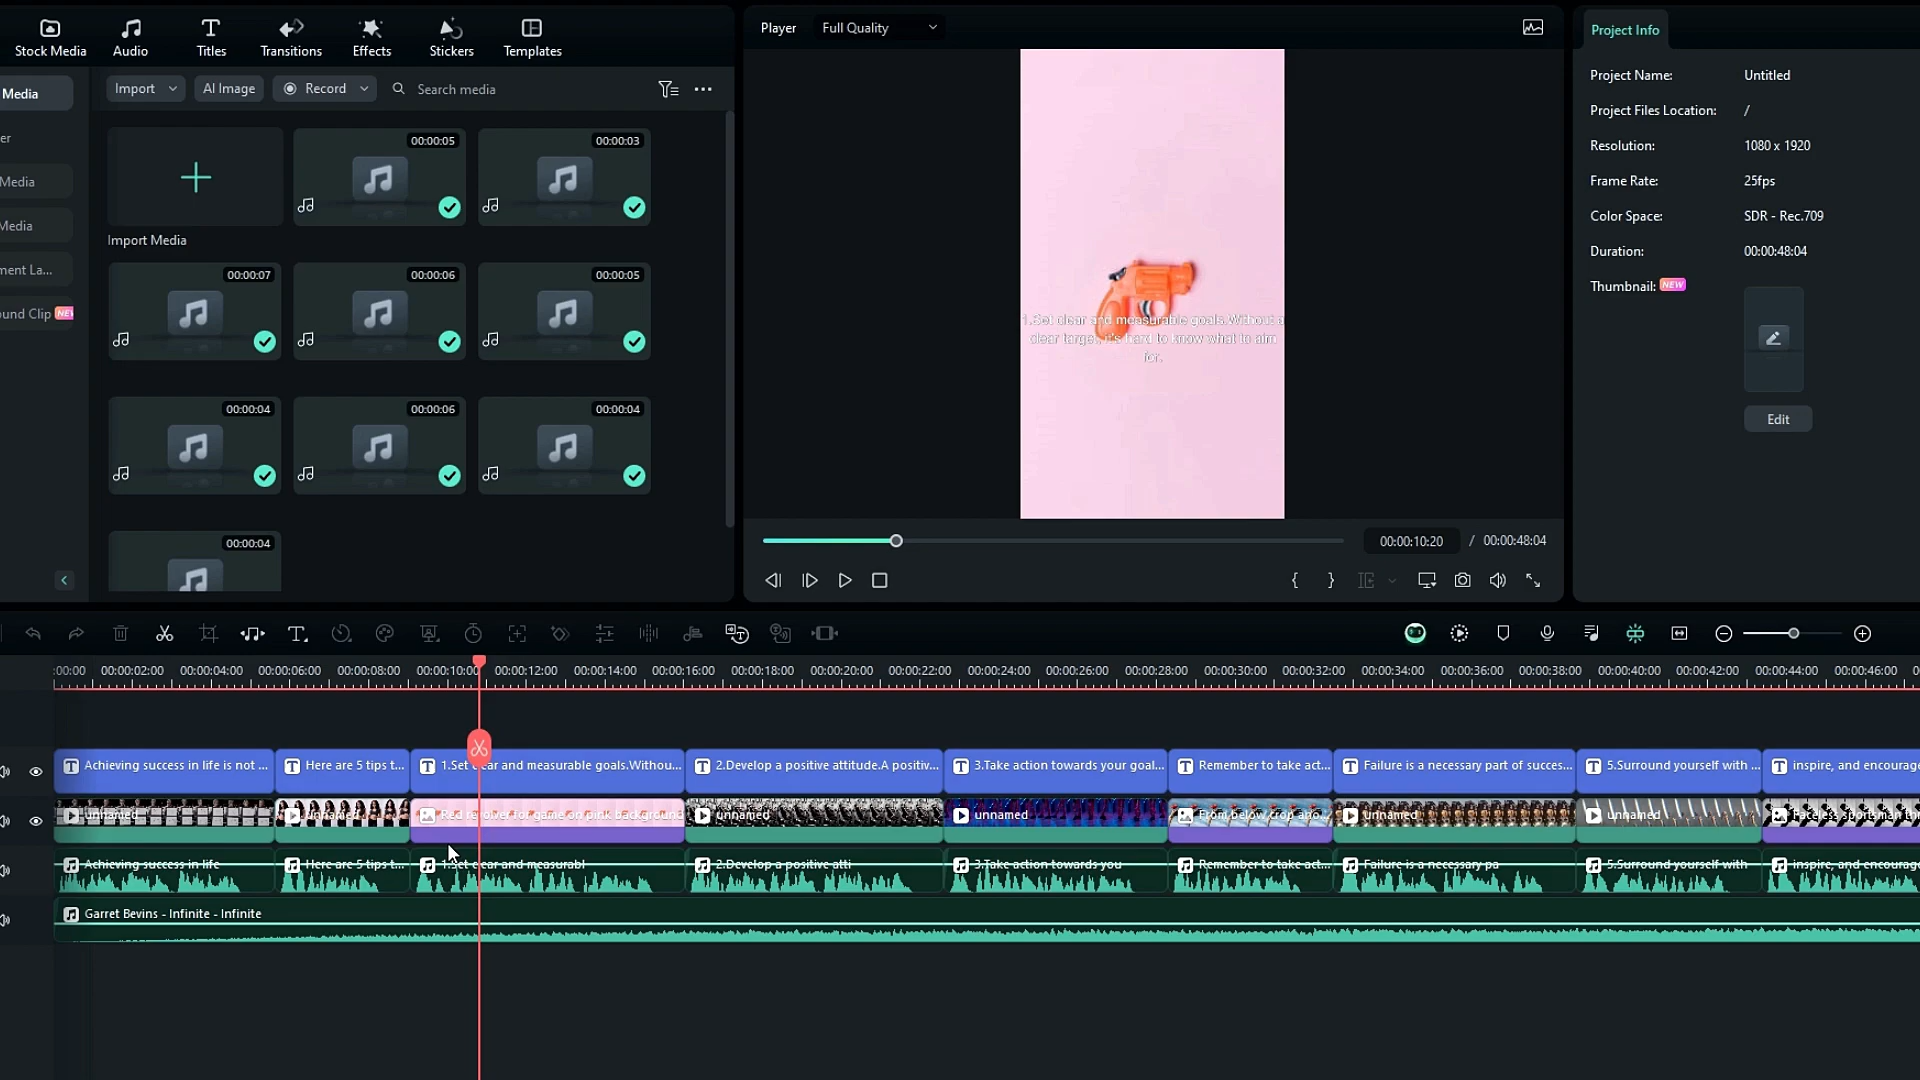 Stock Media
Audio
Titles
Transitions
Effects
Stickers
Templates
Media
Import
AI Image
Record
Search media
er
Media
Media
ment La...
und Clip NEW
00:00:05
00:00:03
Import Media
00:00:07
00:00:06
00:00:05
00:00:04
00:00:06
00:00:04
00:00:04
Player
Full Quality
1.Set clear and measurable goals.Without a
clear target, it's hard to know what to aim
for.
00:00:10:20 / 00:00:48:04
Project Info
Project Name: Untitled
Project Files Location: /
Resolution: 1080 x 1920
Frame Rate: 25fps
Color Space: SDR - Rec.709
Duration: 00:00:48:04
Thumbnail: NEW
Edit
:00:00 00:00:02:00 00:00:04:00 00:00:06:00 00:00:08:00 00:00:10:00 00:00:12:00 00:00:14:00 00:00:16:00 00:00:18:00 00:00:20:00 00:00:22:00 00:00:24:00 00:00:26:00 00:00:28:00 00:00:30:00 00:00:32:00 00:00:34:00 00:00:36:00 00:00:38:00 00:00:40:00 00:00:42:00 00:00:44:00 00:00:46:00
Achieving success in life is not ... Here are 5 tips t... 1.Set clear and measurable goals.Withou... 2.Develop a positive attitude.A positiv... 3.Take action towards your goal... Remember to take act... Failure is a necessary part of succes... 5.Surround yourself with ... inspire, and encourage
unnamed unnamed Red revolver for game on pink background unnamed unnamed From below crop ano... unnamed unnamed Faceless sportsman th
Achieving success in life Here are 5 tips t... 1.Set clear and measurabl 2.Develop a positive atti 3.Take action towards you Remember to take act... Failure is a necessary pa 5.Surround yourself with inspire, and encourage
Garret Bevins - Infinite - Infinite